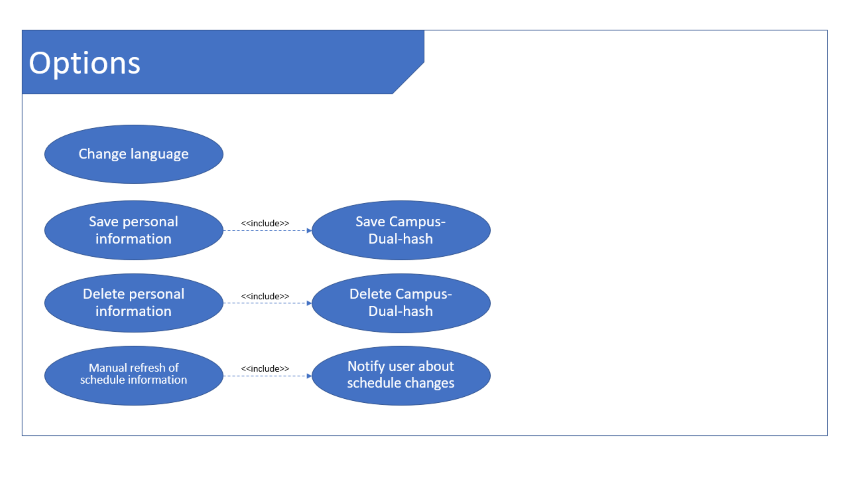 Options
Change language
Save personal
information
<<include>>
Save Campus-
Dual-hash
Delete personal
information
<<include>>
Delete Campus-
Dual-hash
Manual refresh of
schedule information
<<include>>
Notify user about
schedule changes